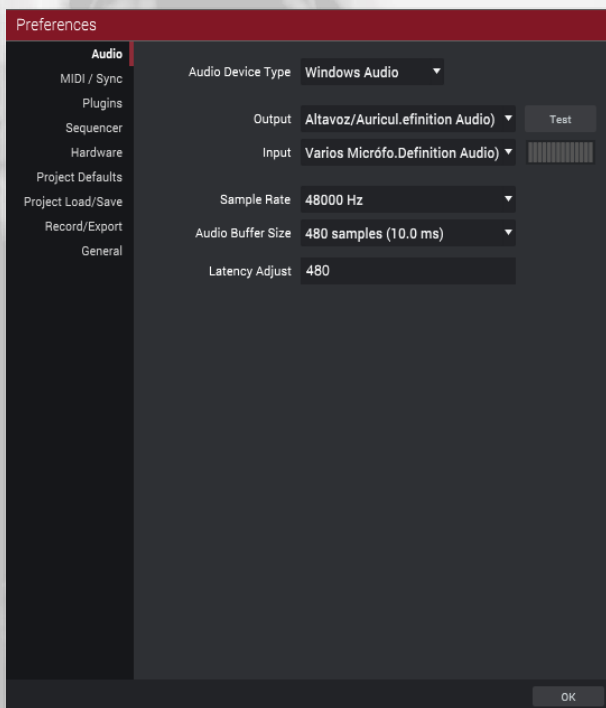 Preferences
Audio
MIDI / Sync
Plugins
Sequencer
Hardware
Project Defaults
Project Load/Save
Record/Export
General
Audio Device Type Windows Audio
Output Altavoz/Auricul.efinition Audio) Test
Input Varios Micrófo.Definition Audio)
Sample Rate 48000 Hz
Audio Buffer Size 480 samples (10.0 ms)
Latency Adjust 480
OK